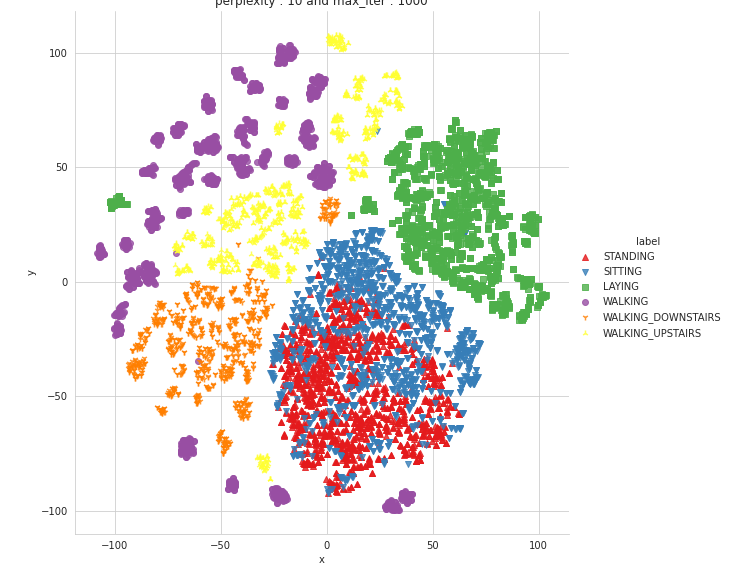 perplexity : 10 and max_iter : 1000
100
50
0
−50
−100
y
−100
−50
0
50
100
x
label
STANDING
SITTING
LAYING
WALKING
WALKING_DOWNSTAIRS
WALKING_UPSTAIRS